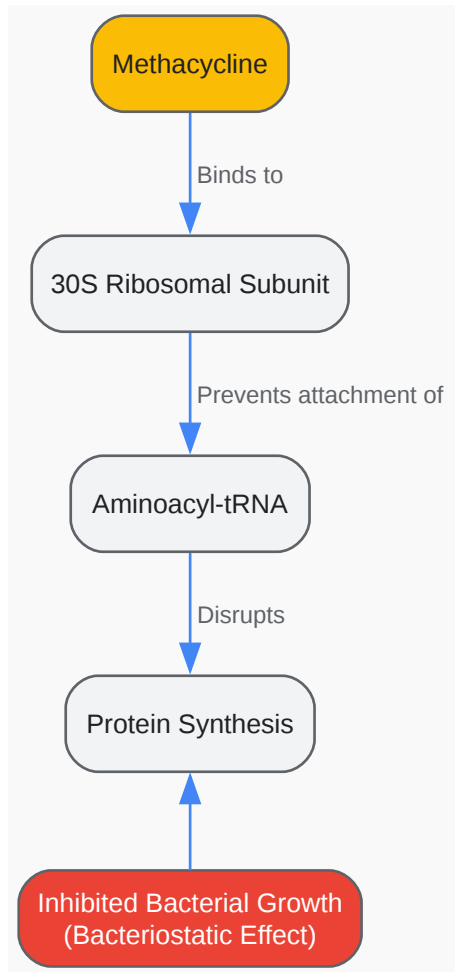 Methacycline
Binds to
30S Ribosomal Subunit
Prevents attachment of
Aminoacyl-tRNA
Disrupts
Protein Synthesis
Inhibited Bacterial Growth
(Bacteriostatic Effect)